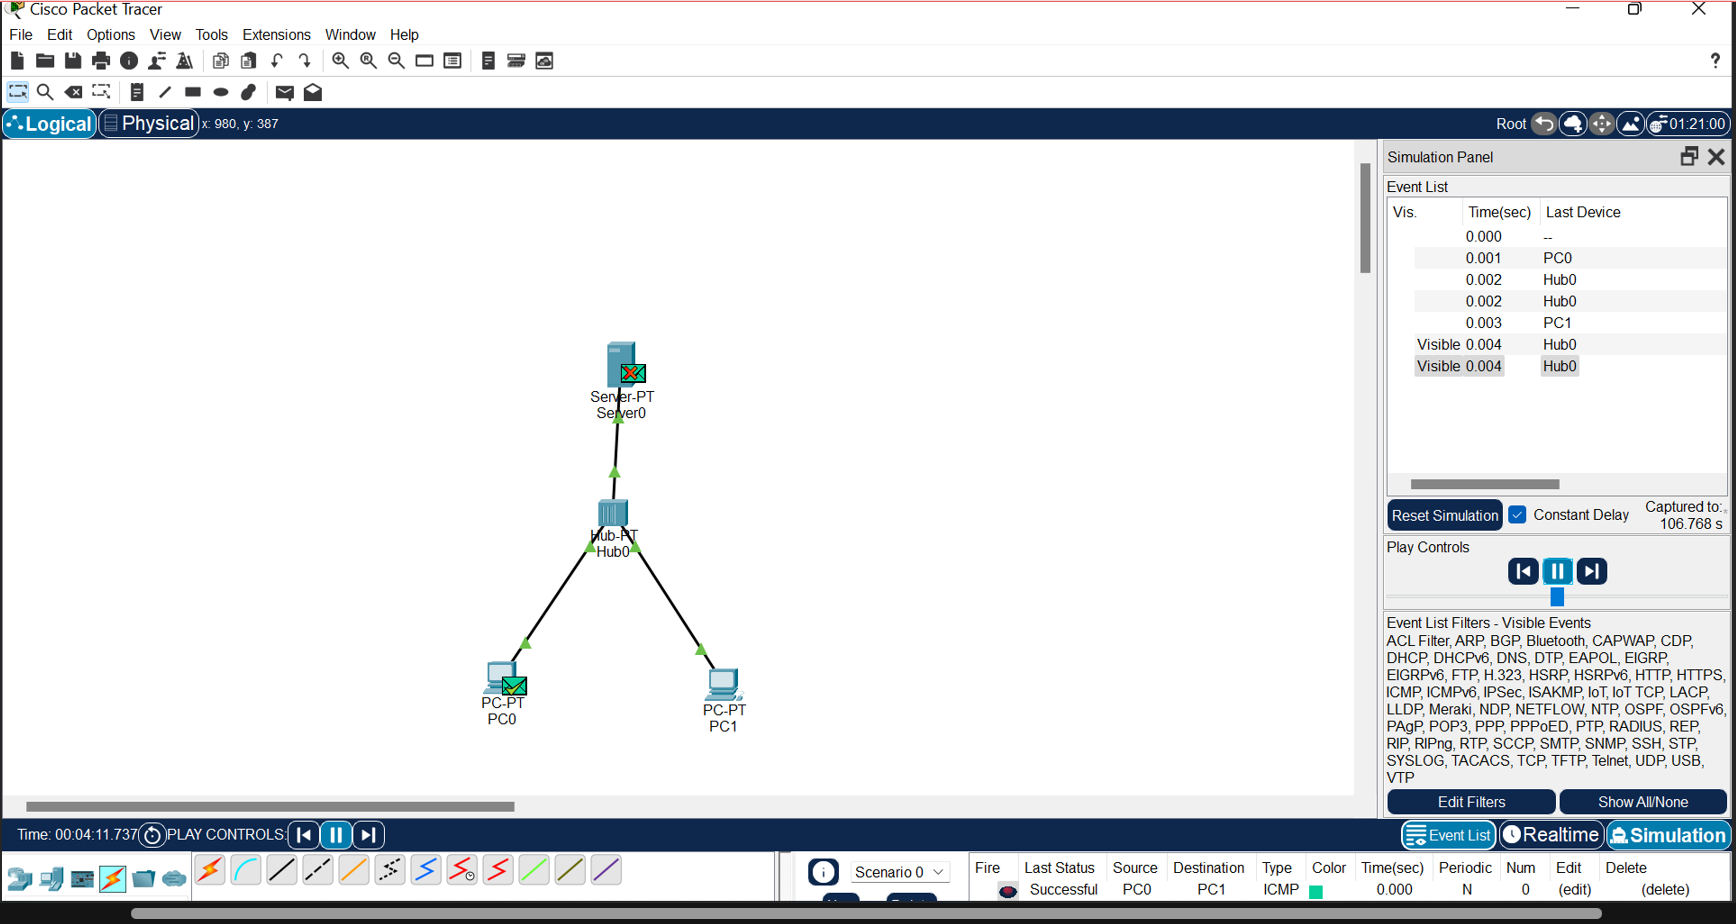 Cisco Packet Tracer
File Edit Options View Tools Extensions Window Help
?
Logical Physical x: 980, y: 387 Root 01:21:00
Simulation Panel
Event List
Vis. Time(sec) Last Device
0.000 --
0.001 PC0
0.002 Hub0
0.002 Hub0
0.003 PC1
Visible 0.004 Hub0
Visible 0.004 Hub0
Server-PT
Server0
Hub-PT
Hub0
PC-PT
PC0
PC-PT
PC1
Reset Simulation Constant Delay Captured to:
106.768 s
Play Controls
Event List Filters - Visible Events
ACL Filter, ARP, BGP, Bluetooth, CAPWAP, CDP,
DHCP, DHCPv6, DNS, DTP, EAPOL, EIGRP,
EIGRPv6, FTP, H.323, HSRP, HSRPv6, HTTP, HTTPS,
ICMP, ICMPv6, IPSec, ISAKMP, IoT, IoT TCP, LACP,
LLDP, Meraki, NDP, NETFLOW, NTP, OSPF, OSPFv6,
PAgP, POP3, PPP, PPPoED, PTP, RADIUS, REP,
RIP, RIPng, RTP, SCCP, SMTP, SNMP, SSH, STP,
SYSLOG, TACACS, TCP, TFTP, Telnet, UDP, USB,
VTP
Edit Filters Show All/None
Time: 00:04:11.737 PLAY CONTROLS: Event List Realtime Simulation
Scenario 0 Fire Last Status Source Destination Type Color Time(sec) Periodic Num Edit Delete
Successful PC0 PC1 ICMP 0.000 N 0 (edit) (delete)